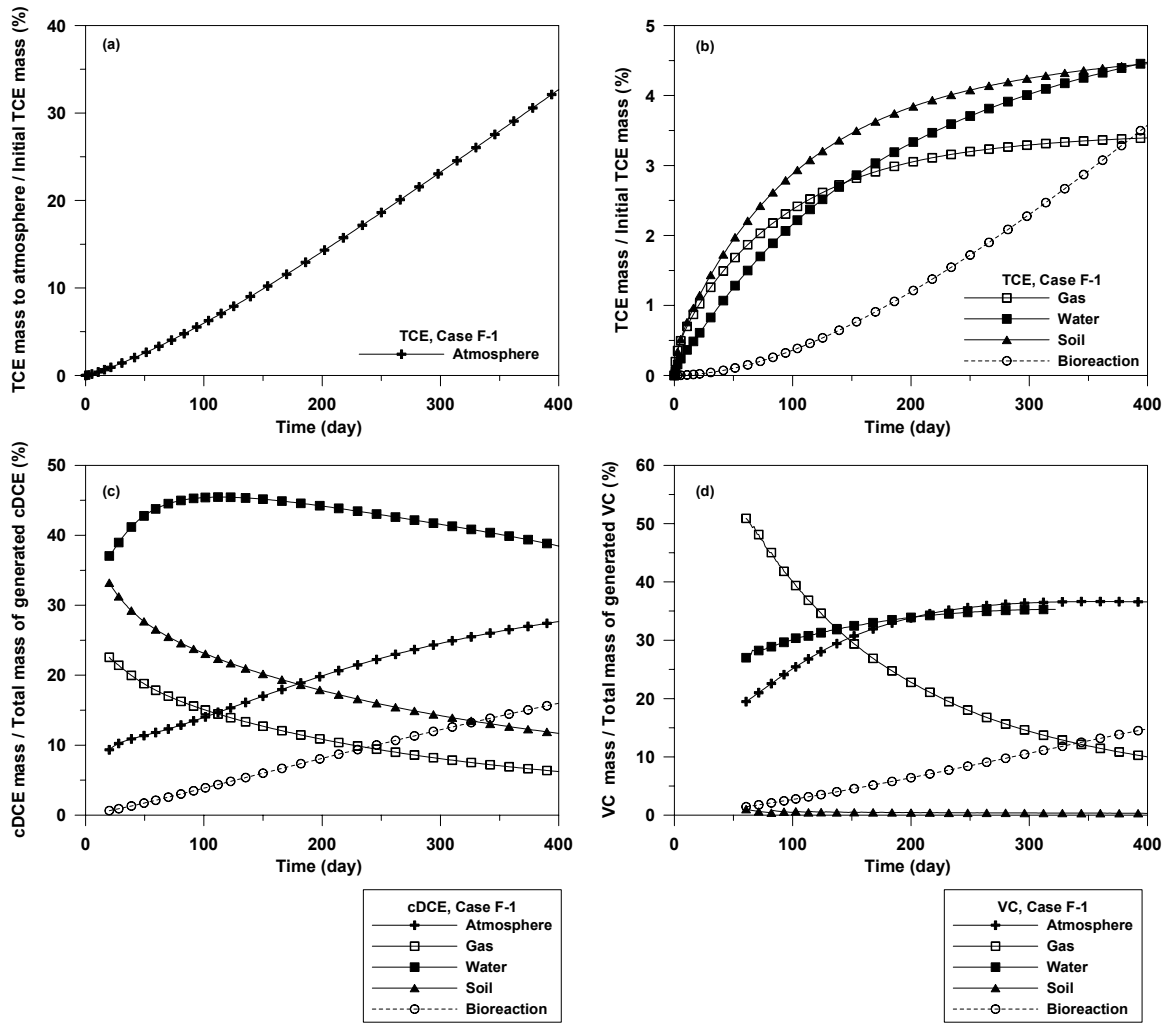 (a)
TCE mass to atmosphere / Initial TCE mass (%)
40
30
20
10
0
0 100 200 300 400
Time (day)
TCE, Case F-1
Atmosphere
(b)
TCE mass / Initial TCE mass (%)
5
4
3
2
1
0
0 100 200 300 400
Time (day)
TCE, Case F-1
Gas
Water
Soil
Bioreaction
(c)
cDCE mass / Total mass of generated cDCE (%)
50
40
30
20
10
0
0 100 200 300 400
Time (day)
cDCE, Case F-1
Atmosphere
Gas
Water
Soil
Bioreaction
(d)
VC mass / Total mass of generated VC (%)
60
50
40
30
20
10
0
0 100 200 300 400
Time (day)
VC, Case F-1
Atmosphere
Gas
Water
Soil
Bioreaction